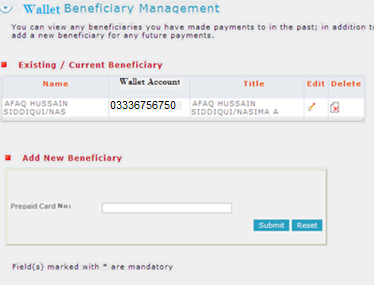 Wallet Beneficiary Management
You can view any beneficiaries you have made payments to in the past; in addition to
add a new beneficiary for any future payments.
Existing / Current Beneficiary
Name Wallet Account Title Edit Delete
AFAQ HUSSAIN 03336756750 AFAQ HUSSAIN
SIDDIQUI/NAS SIDDIQUI/NASIMA A
Add New Beneficiary
Prepaid Card No:
Submit Reset
Field(s) marked with * are mandatory